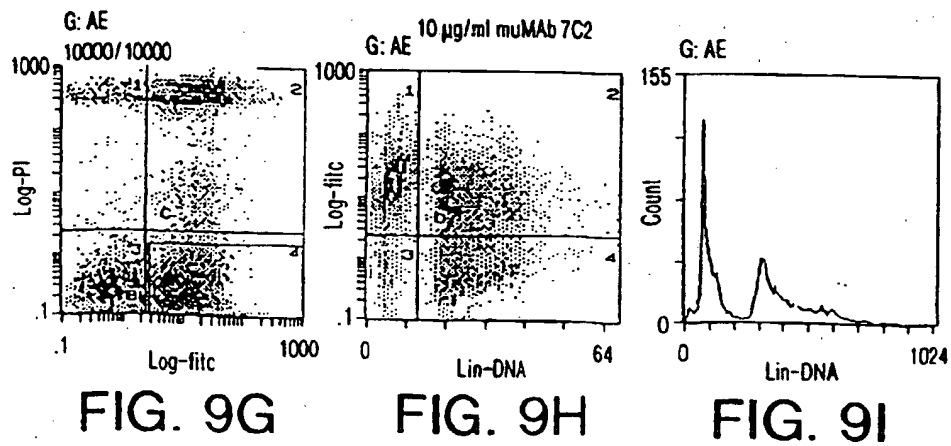 G: AE
10000/10000
1000
1
2
3
4
Log-PI
.1
.1
1000
Log-fitc
FIG. 9G
G: AE
10 µg/ml muMAb 7C2
1000
1
2
3
4
Log-fitc
.1
0
64
Lin-DNA
FIG. 9H
G: AE
155
Count
0
0
1024
Lin-DNA
FIG. 9I